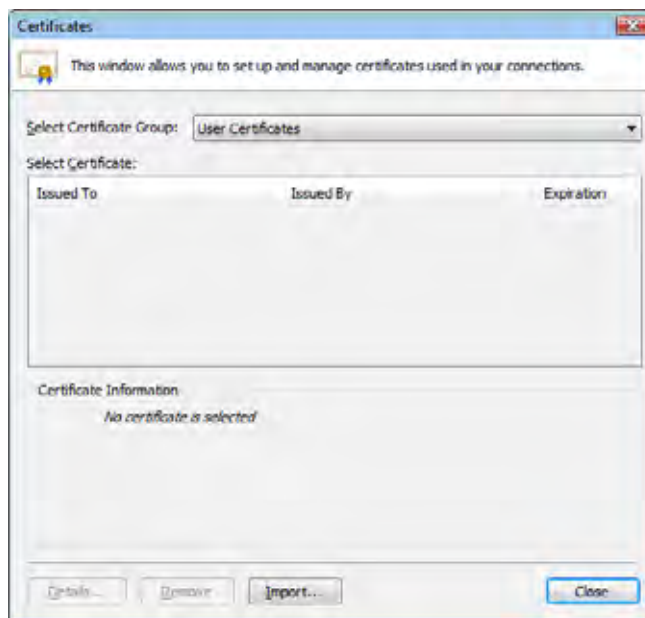 Certificates
This window allows you to set up and manage certificates used in your connections.
Select Certificate Group: User Certificates
Select Certificate:
Issued To Issued By Expiration
Certificate Information
No certificate is selected
Details... Remove Import... Close